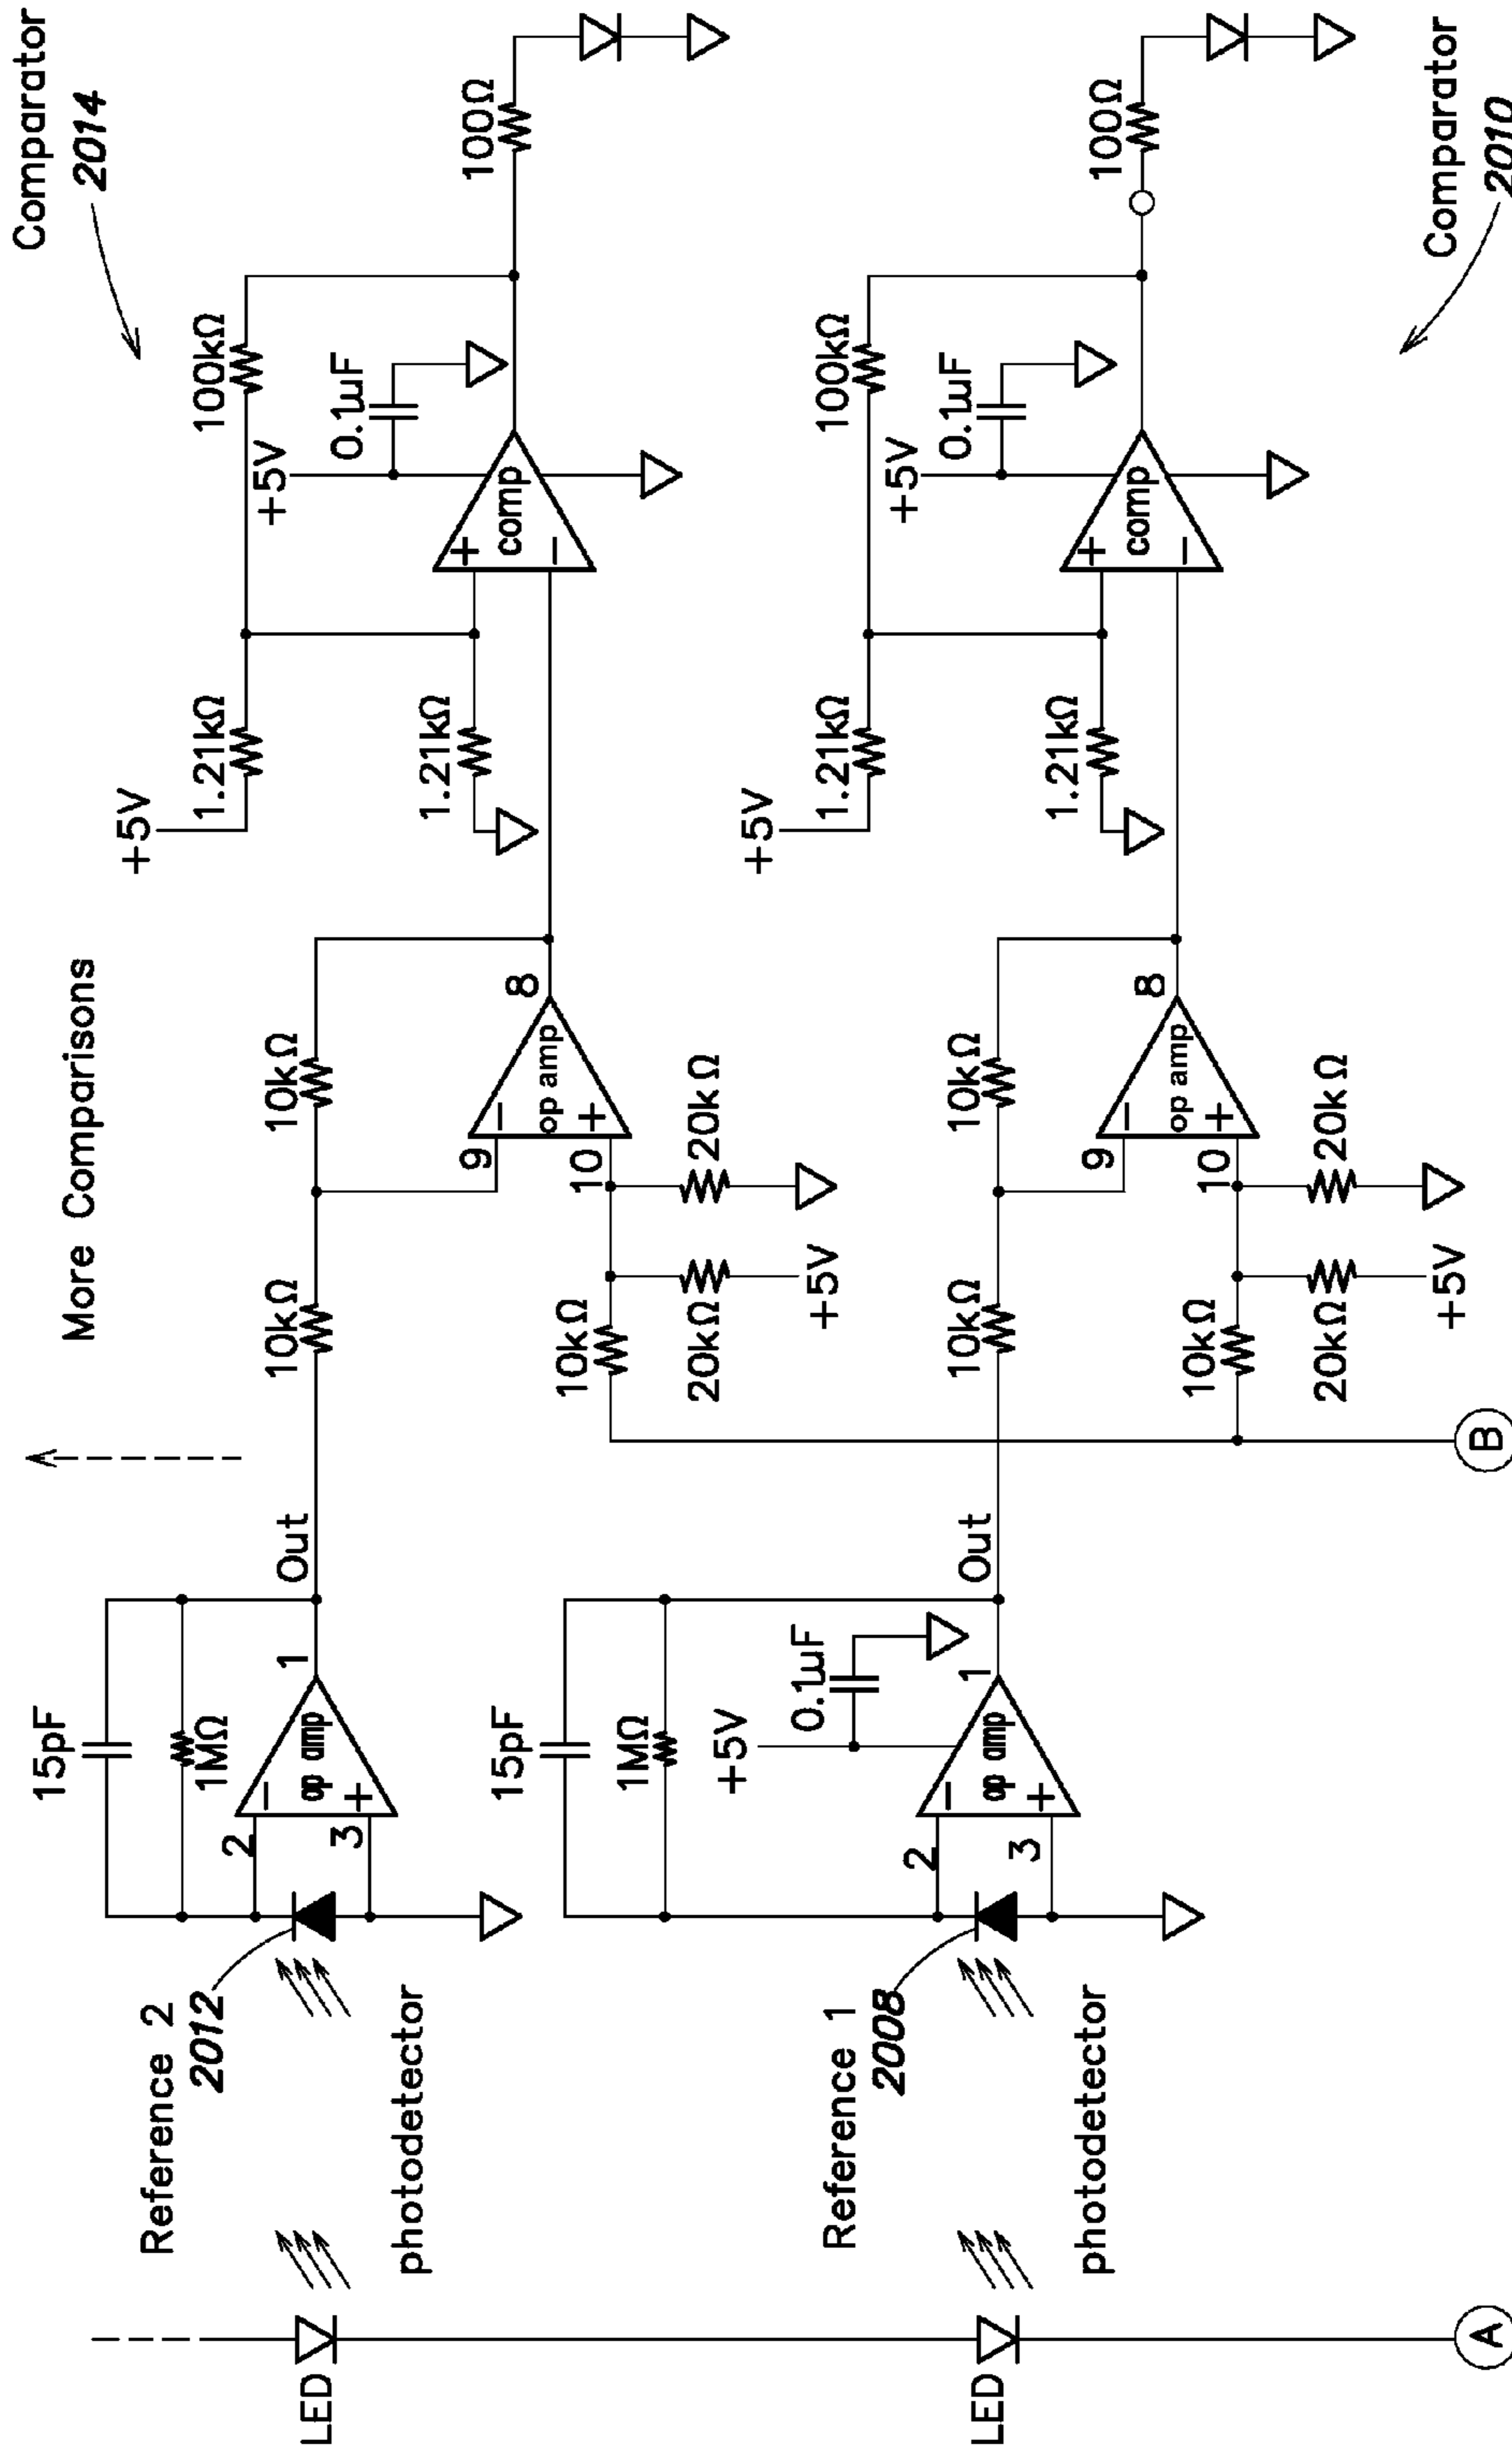 More Comparisons
Comparator
2014
15pF
1MΩ
2
3
op amp
1
Out
10kΩ
10kΩ
9
10
op amp
8
10kΩ
20kΩ
20kΩ
+5V
+5V
1.21kΩ
1.21kΩ
100kΩ
+5V
0.1µF
comp
100Ω
Reference 2
2012
photodetector
LED
15pF
1MΩ
+5V
0.1µF
2
3
op amp
1
Out
10kΩ
10kΩ
9
10
op amp
8
10kΩ
20kΩ
20kΩ
+5V
+5V
1.21kΩ
1.21kΩ
100kΩ
+5V
0.1µF
comp
100Ω
Reference 1
2008
photodetector
LED
Comparator
2010
A
B